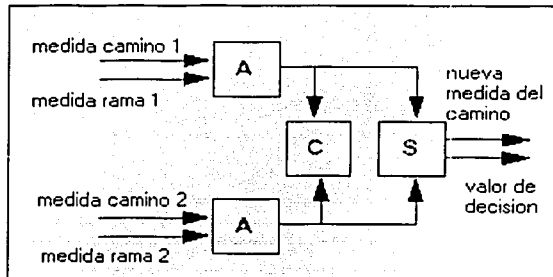 medida camino 1
A
medida rama 1
nueva
medida del
camino
C
S
valor de
decision
medida camino 2
A
medida rama 2